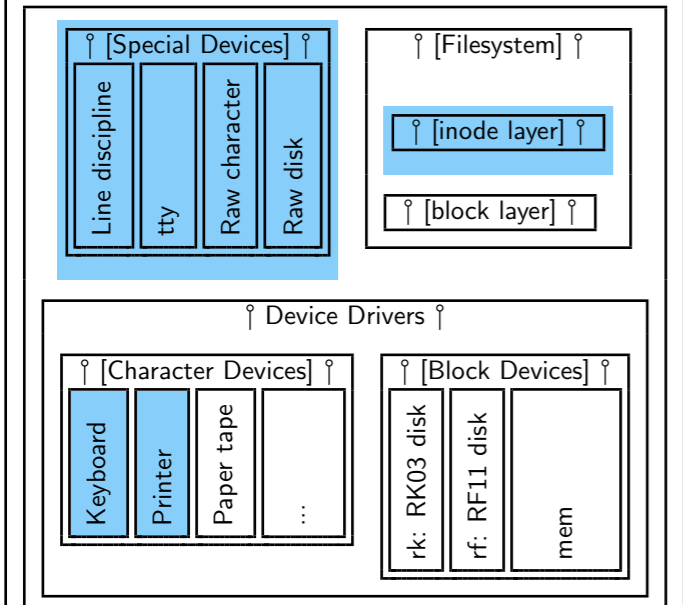 ⫯ [Special Devices] ⫯
Line discipline
tty
Raw character
Raw disk
⫯ [Filesystem] ⫯
⫯ [inode layer] ⫯
⫯ [block layer] ⫯
⫯ Device Drivers ⫯
⫯ [Character Devices] ⫯
Keyboard
Printer
Paper tape
...
⫯ [Block Devices] ⫯
rk: RK03 disk
rf: RF11 disk
mem